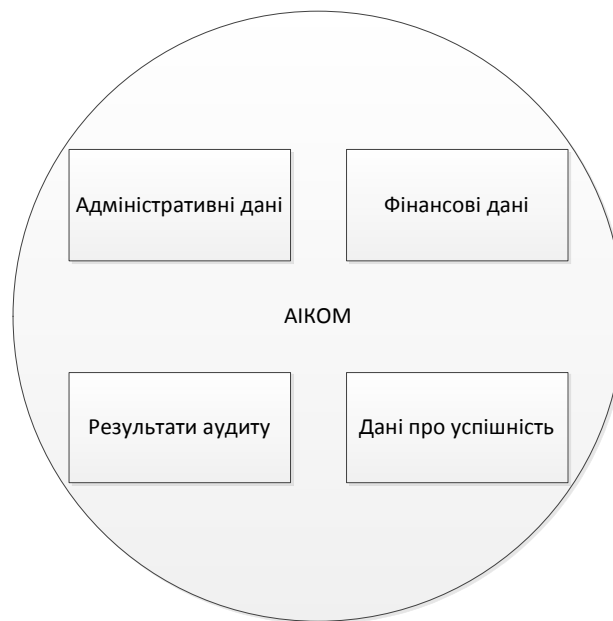 Адміністративні дані
Фінансові дані
АІКОМ
Результати аудиту
Дані про успішність